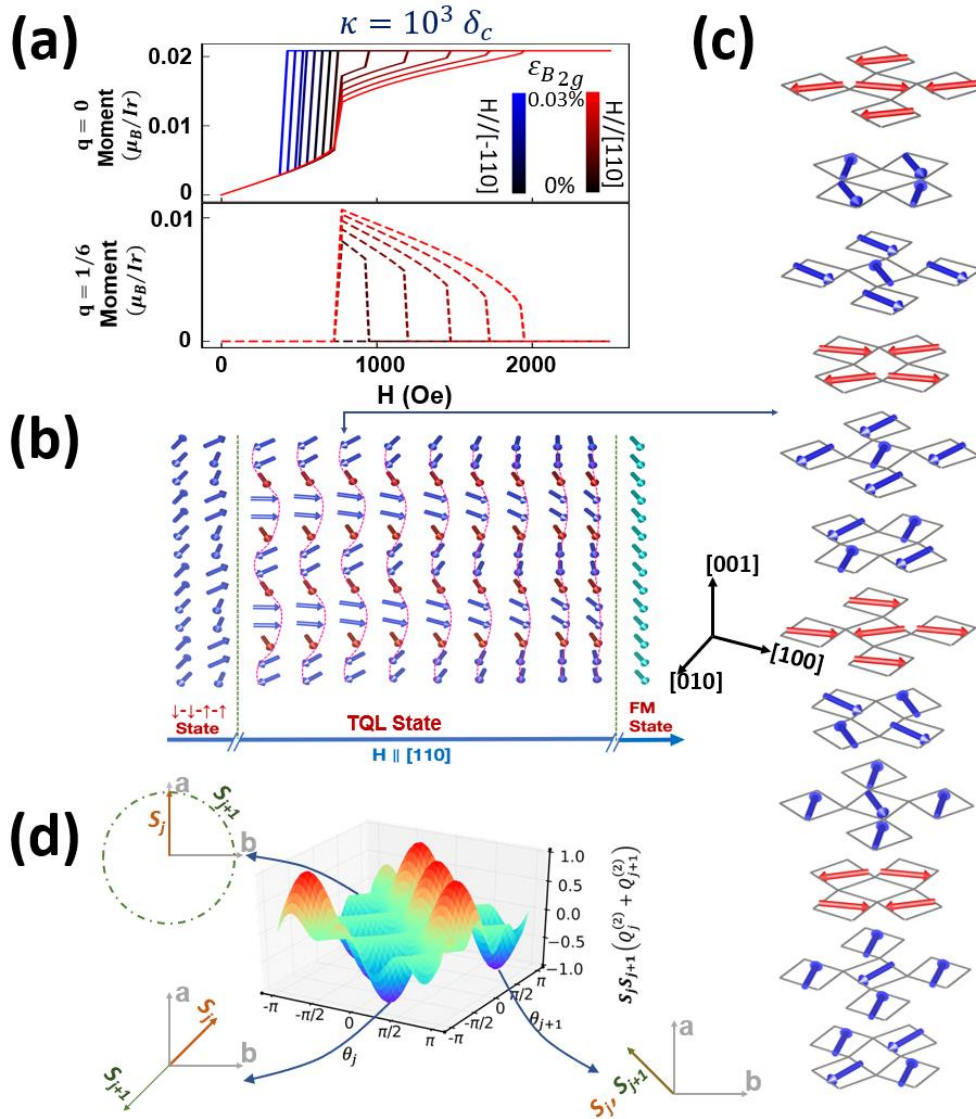 (a)
κ = 10³ δc
q = 0
Moment
(μB/Ir)
0.02
0.01
0
εB2g
0.03%
0%
H//[-110]
H//[110]
q = 1/6
Moment
(μB/Ir)
0.01
0
0 1000 2000
H (Oe)
(b)
↓-↓-↑-↑
State
TQL State
FM
State
H ∥ [110]
(c)
[001]
[100]
[010]
(d)
a
Sj
Sj+1
b
a
Sj
b
Sj+1
1.0
0.5
0.0
−0.5
−1.0
SjSj+1 (Qj(2) + Qj+1(2))
-π -π/2 0 π/2 π
θj
-π -π/2 0 π/2 π
θj+1
a
b
Sj, Sj+1